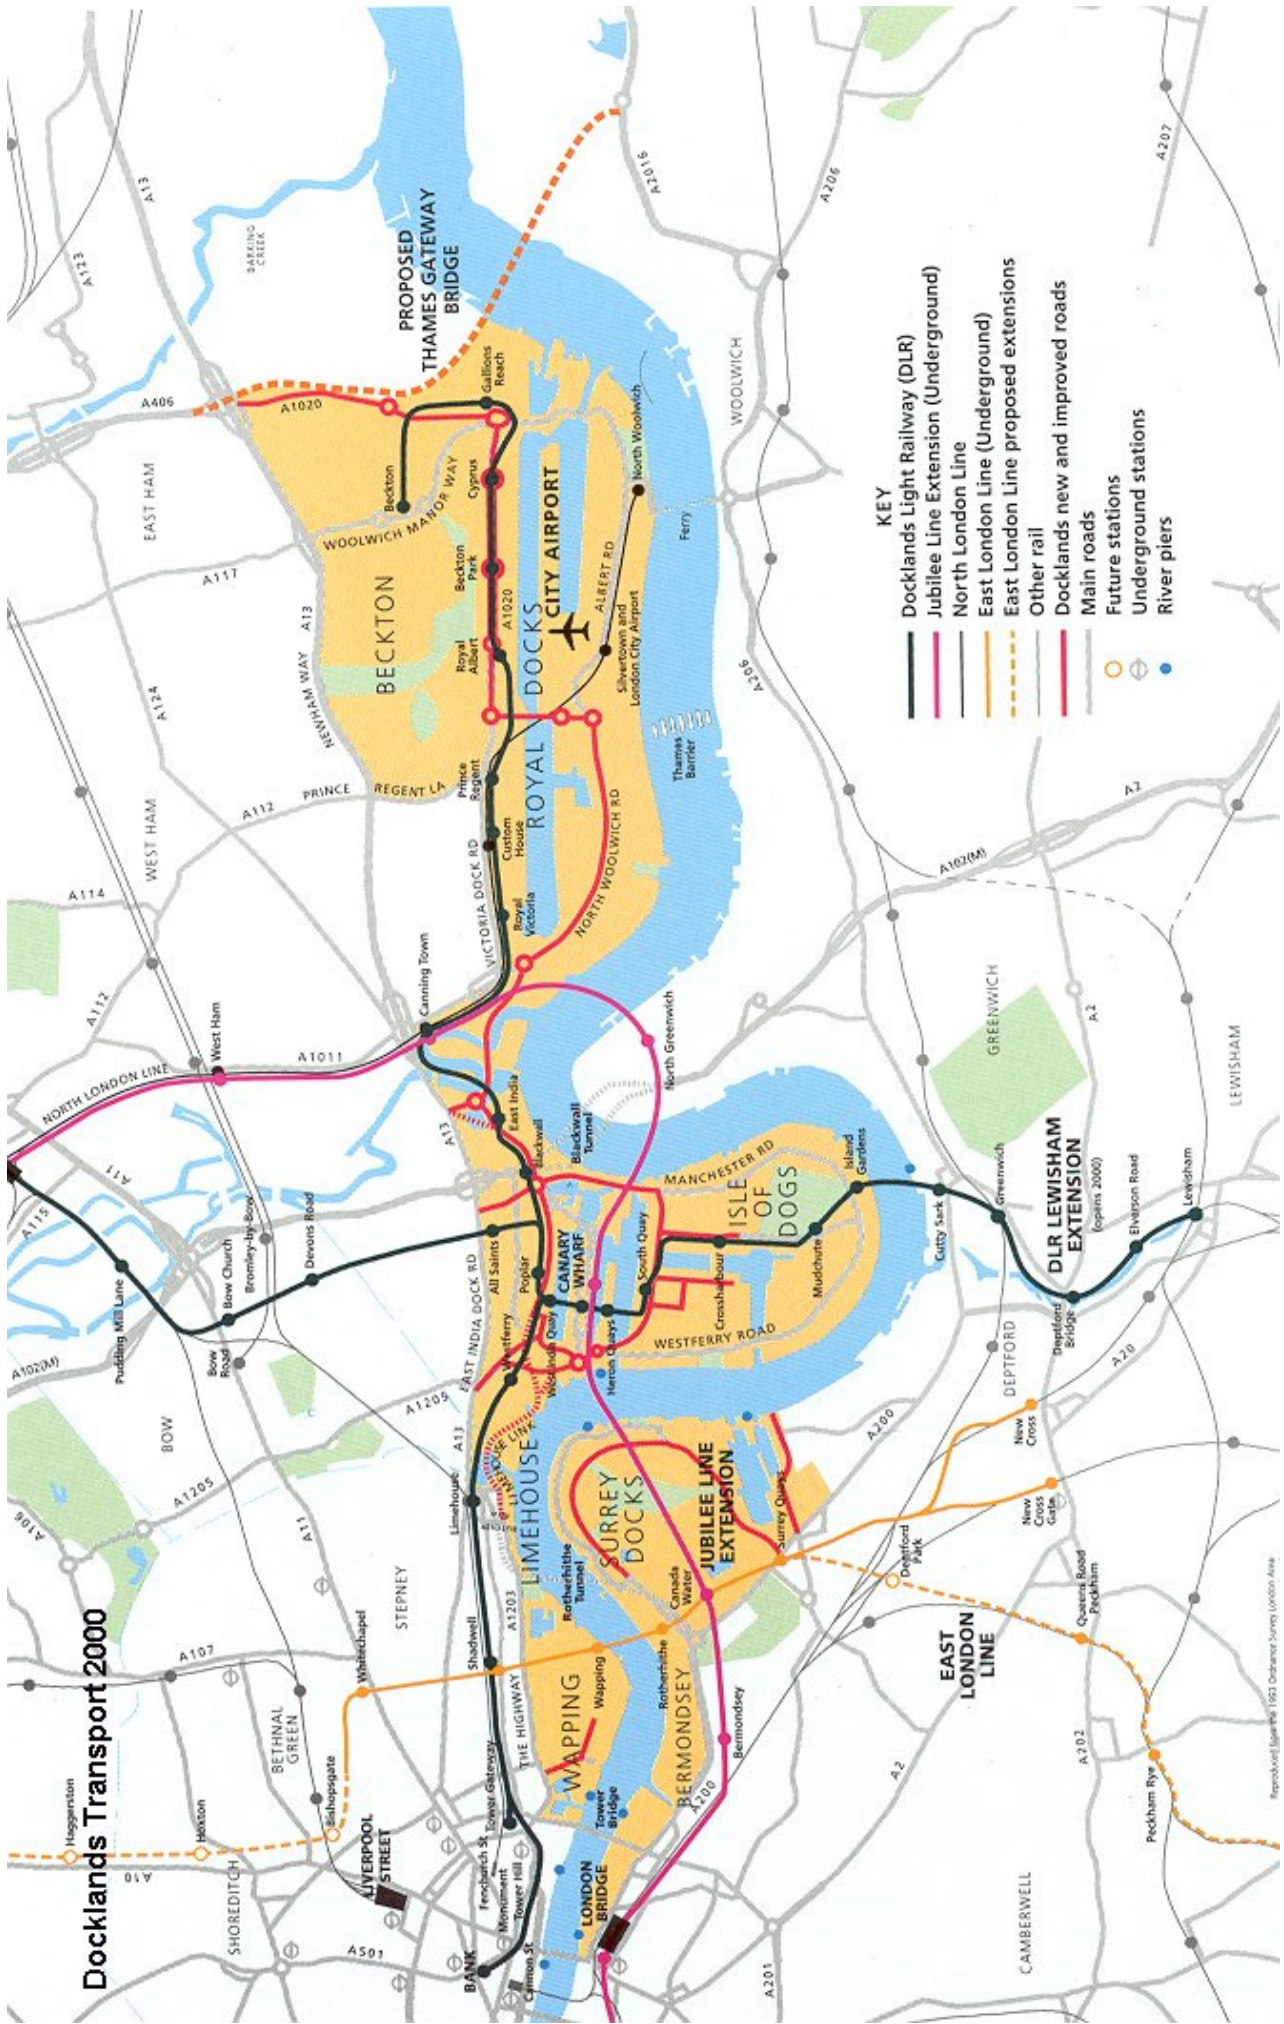 Docklands Transport 2000
Haggerston
A10
Hoxton
SHOREDITCH
Bishopsgate
LIVERPOOL
STREET
A501
BANK
Monument
Cannon St
Fenchurch St
Tower Hill
Tower Gateway
LONDON
BRIDGE
Tower
Bridge
A201
CAMBERWELL
A107
BETHNAL
GREEN
Whitechapel
STEPNEY
Shadwell
THE HIGHWAY
A1203
WAPPING
Wapping
Rotherhithe
BERMONDSEY
A200
Bermondsey
A2
A202
Peckham Rye
Queens Road
Peckham
EAST
LONDON
LINE
Deptford
Park
Rotherhithe
Tunnel
Canada
Water
SURREY
DOCKS
Surrey Quays
JUBILEE LINE
EXTENSION
New
Cross
Gate
New
Cross
A106
A1205
A11
BOW
A1205
A13
Limehouse
LIMEHOUSE LINK
LIMEHOUSE
A200
DEPTFORD
A20
A102(M)
Pudding Mill Lane
Bow
Road
Bow Church
Bromley-by-Bow
Devons Road
EAST INDIA DOCK RD
All Saints
Poplar
Westferry
West India Quay
CANARY
WHARF
Heron Quays
South Quay
Crossharbour
WESTFERRY ROAD
Mudchute
ISLE
OF
DOGS
MANCHESTER RD
Island
Gardens
Cutty Sark
Greenwich
Deptford
Bridge
DLR LEWISHAM
EXTENSION
(opens 2000)
Elverson Road
Lewisham
LEWISHAM
A115
A11
A13
Blackwall
East India
Blackwall
Tunnel
North Greenwich
NORTH LONDON LINE
West Ham
A1011
Canning Town
A112
A114
GREENWICH
A2
WEST HAM
A112
PRINCE
REGENT LA
VICTORIA DOCK RD
Royal
Victoria
Custom
House
Prince
Regent
NORTH WOOLWICH RD
ROYAL
DOCKS
Thames
Barrier
A102(M)
A2
A124
NEWHAM WAY
A13
A117
EAST HAM
BECKTON
Royal
Albert
Beckton
Park
A1020
Cyprus
Beckton
WOOLWICH MANOR WAY
CITY AIRPORT
ALBERT RD
Silvertown and
London City Airport
North Woolwich
Ferry
WOOLWICH
A206
A406
A1020
Gallions
Reach
PROPOSED
THAMES GATEWAY
BRIDGE
A123
A13
BARKING
CREEK
A2016
A206
A207
KEY
Docklands Light Railway (DLR)
Jubilee Line Extension (Underground)
North London Line
East London Line (Underground)
East London Line proposed extensions
Other rail
Docklands new and improved roads
Main roads
Future stations
Underground stations
River piers